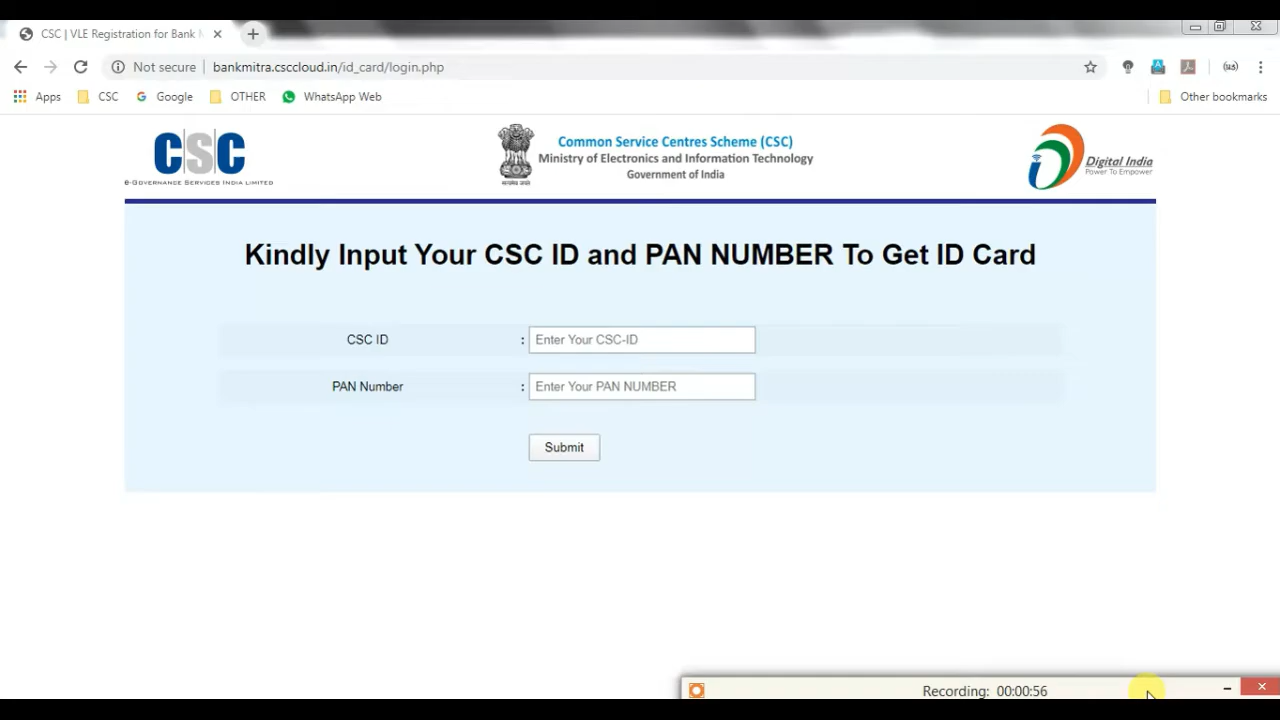 CSC | VLE Registration for Bank M
Not secure | bankmitra.csccloud.in/id_card/login.php
Apps CSC Google OTHER WhatsApp Web Other bookmarks
CSC
e-Governance Services India Limited
सत्यमेव जयते
Common Service Centres Scheme (CSC)
Ministry of Electronics and Information Technology
Government of India
Digital India
Power To Empower
Kindly Input Your CSC ID and PAN NUMBER To Get ID Card
CSC ID : Enter Your CSC-ID
PAN Number : Enter Your PAN NUMBER
Submit
Recording: 00:00:56